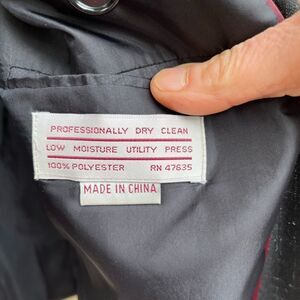 PROFESSIONALLY DRY CLEAN
LOW MOISTURE UTILITY PRESS
100% POLYESTER RN 47635
MADE IN CHINA